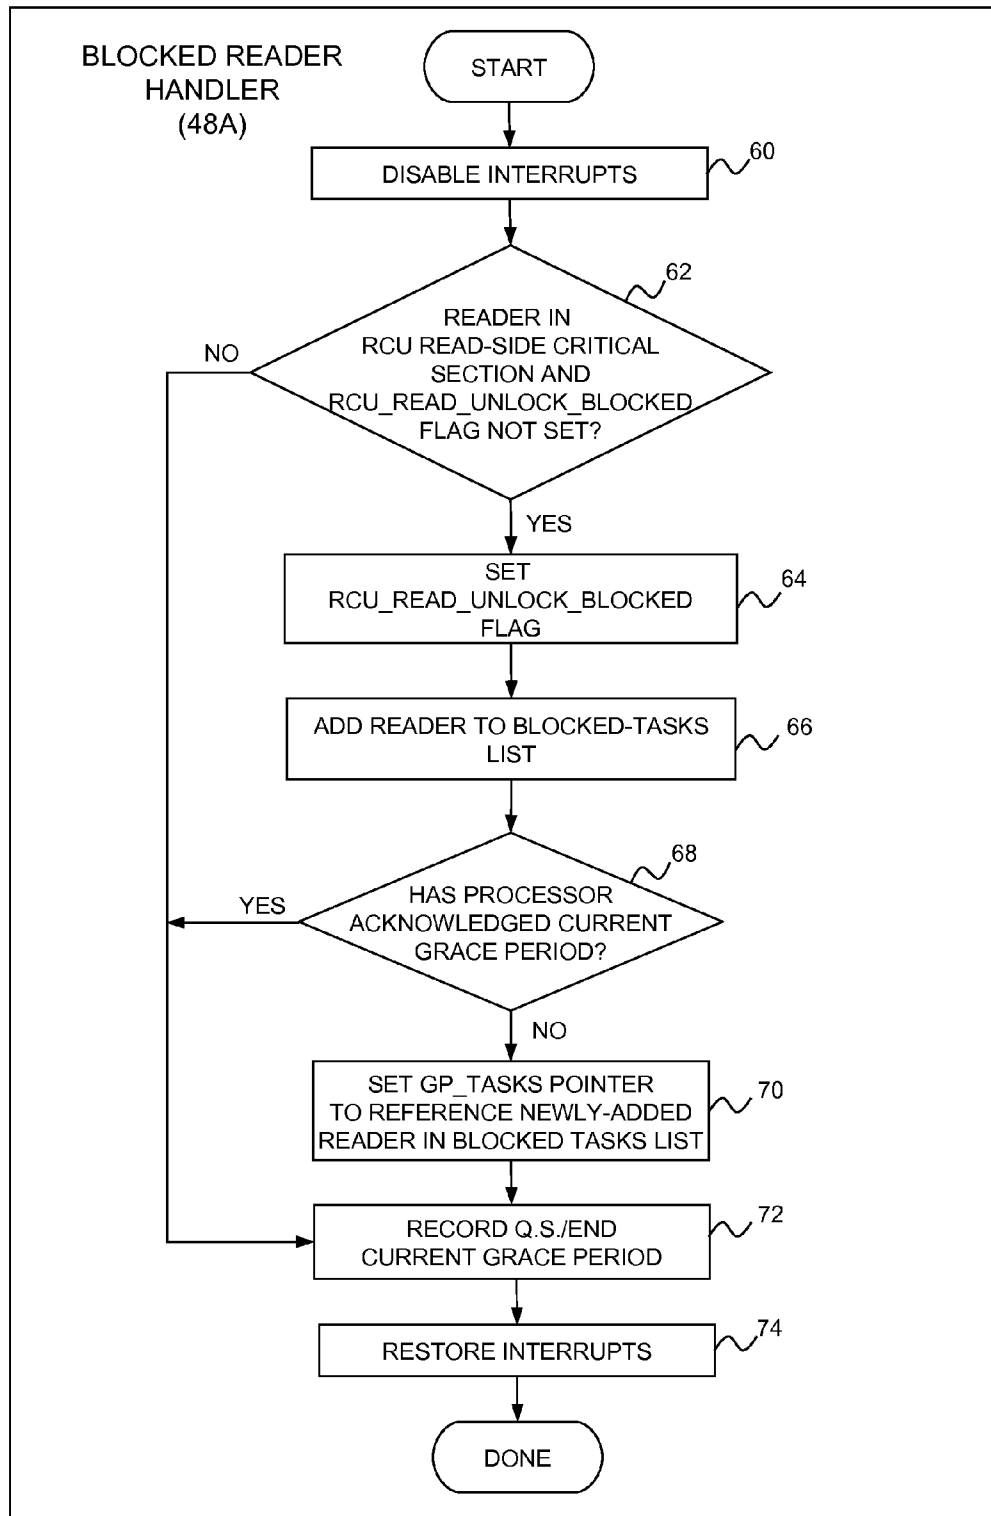 BLOCKED READER
HANDLER
(48A)
START
DISABLE INTERRUPTS
60
62
READER IN
RCU READ-SIDE CRITICAL
SECTION AND
RCU_READ_UNLOCK_BLOCKED
FLAG NOT SET?
NO
YES
SET
RCU_READ_UNLOCK_BLOCKED
FLAG
64
ADD READER TO BLOCKED-TASKS
LIST
66
68
HAS PROCESSOR
ACKNOWLEDGED CURRENT
GRACE PERIOD?
YES
NO
SET GP_TASKS POINTER
TO REFERENCE NEWLY-ADDED
READER IN BLOCKED TASKS LIST
70
RECORD Q.S./END
CURRENT GRACE PERIOD
72
RESTORE INTERRUPTS
74
DONE